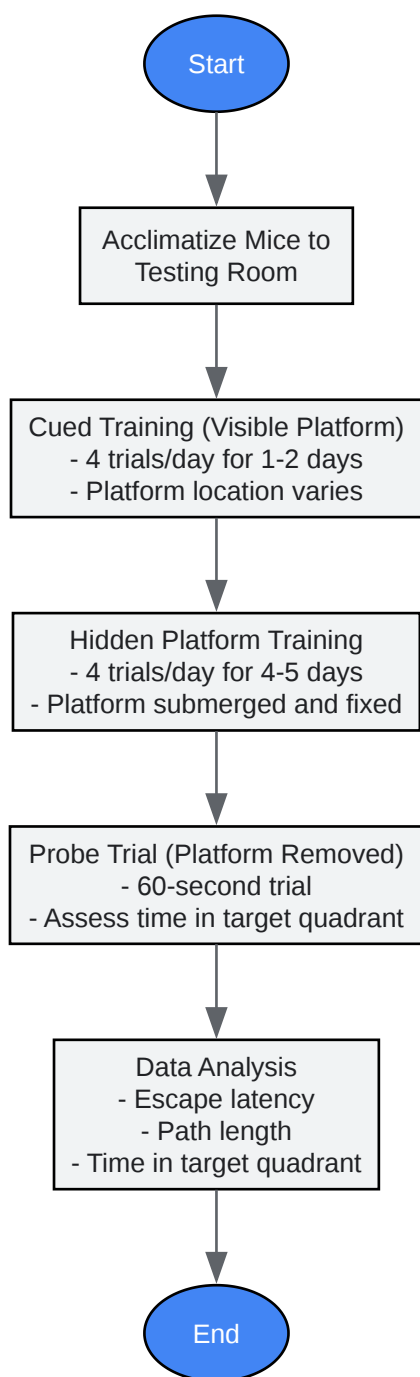 Start
Acclimatize Mice to
Testing Room
Cued Training (Visible Platform)
- 4 trials/day for 1-2 days
- Platform location varies
Hidden Platform Training
- 4 trials/day for 4-5 days
- Platform submerged and fixed
Probe Trial (Platform Removed)
- 60-second trial
- Assess time in target quadrant
Data Analysis
- Escape latency
- Path length
- Time in target quadrant
End